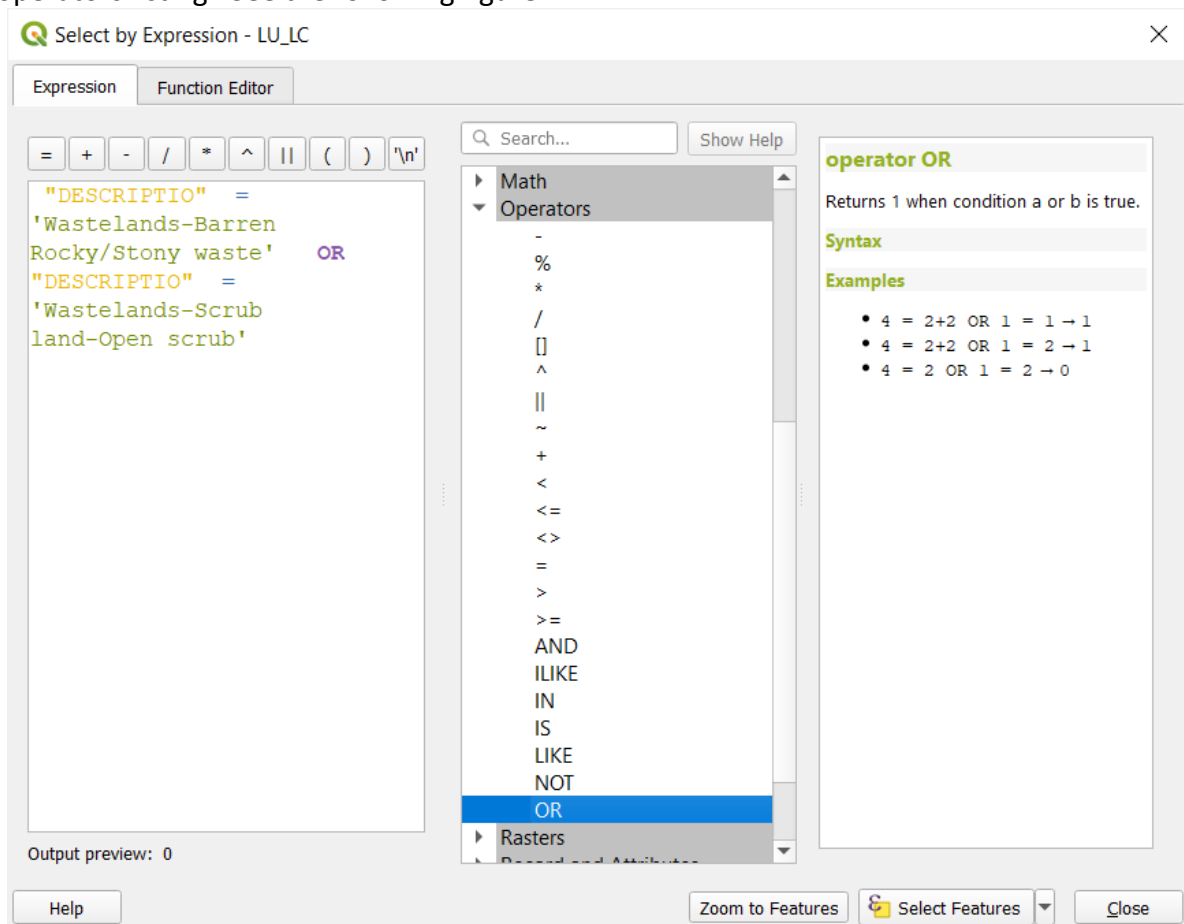 Select by Expression - LU_LC
Expression Function Editor
= + - / * ^ || ( ) '\n'
"DESCRIPTIO" =
'Wastelands-Barren
Rocky/Stony waste' OR
"DESCRIPTIO" =
'Wastelands-Scrub
land-Open scrub'
Output preview: 0
Search... Show Help
Math
Operators
-
%
*
/
[]
^
||
~
+
<
<=
<>
=
>
>=
AND
ILIKE
IN
IS
LIKE
NOT
OR
Rasters
operator OR
Returns 1 when condition a or b is true.
Syntax
Examples
• 4 = 2+2 OR 1 = 1 → 1
• 4 = 2+2 OR 1 = 2 → 1
• 4 = 2 OR 1 = 2 → 0
Help Zoom to Features Select Features Close